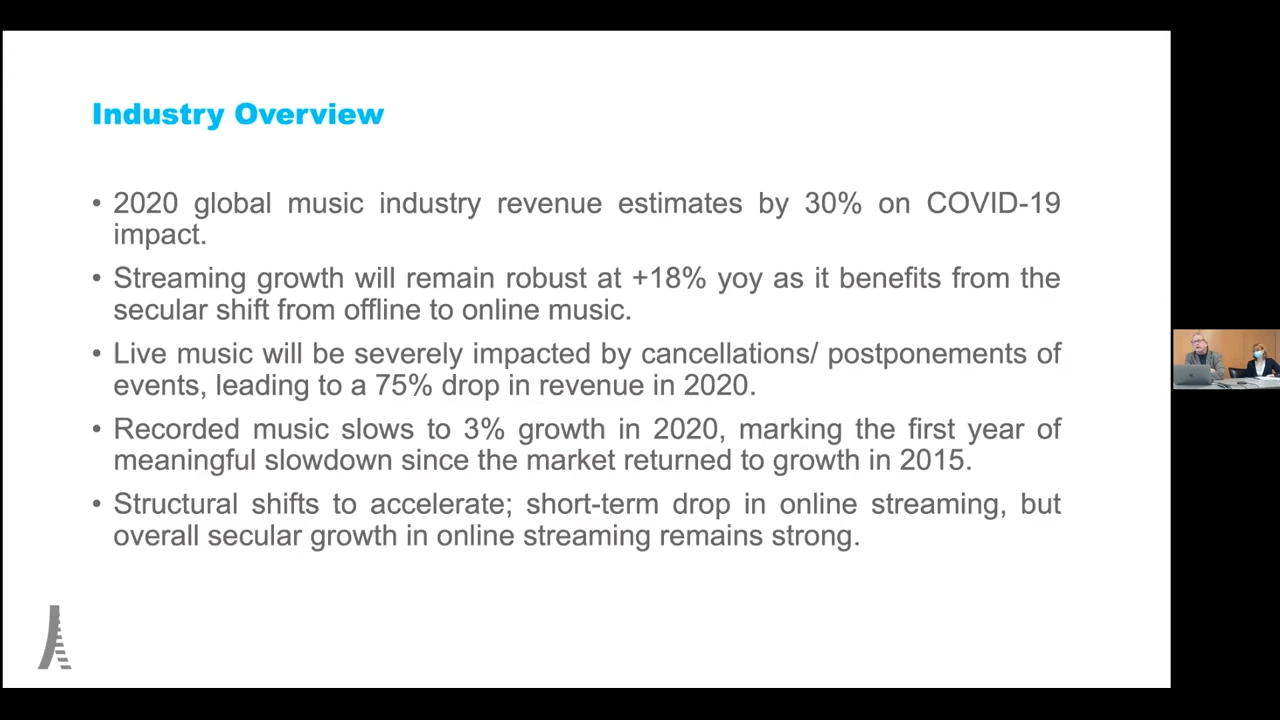 Industry Overview
• 2020 global music industry revenue estimates by 30% on COVID-19
impact.
• Streaming growth will remain robust at +18% yoy as it benefits from the
secular shift from offline to online music.
• Live music will be severely impacted by cancellations/ postponements of
events, leading to a 75% drop in revenue in 2020.
• Recorded music slows to 3% growth in 2020, marking the first year of
meaningful slowdown since the market returned to growth in 2015.
• Structural shifts to accelerate; short-term drop in online streaming, but
overall secular growth in online streaming remains strong.